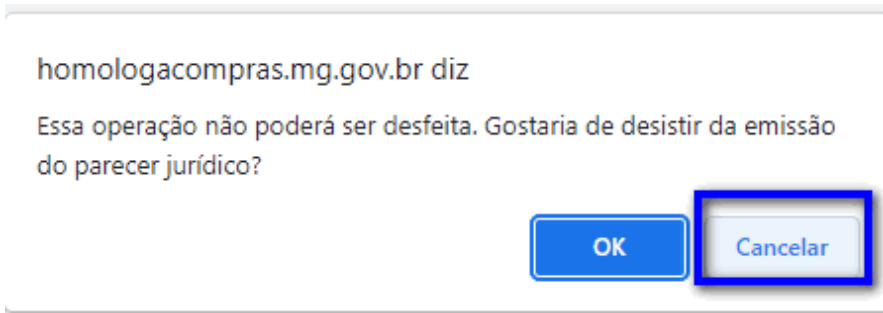 homologacompras.mg.gov.br diz
Essa operação não poderá ser desfeita. Gostaria de desistir da emissão
do parecer jurídico?
OK Cancelar